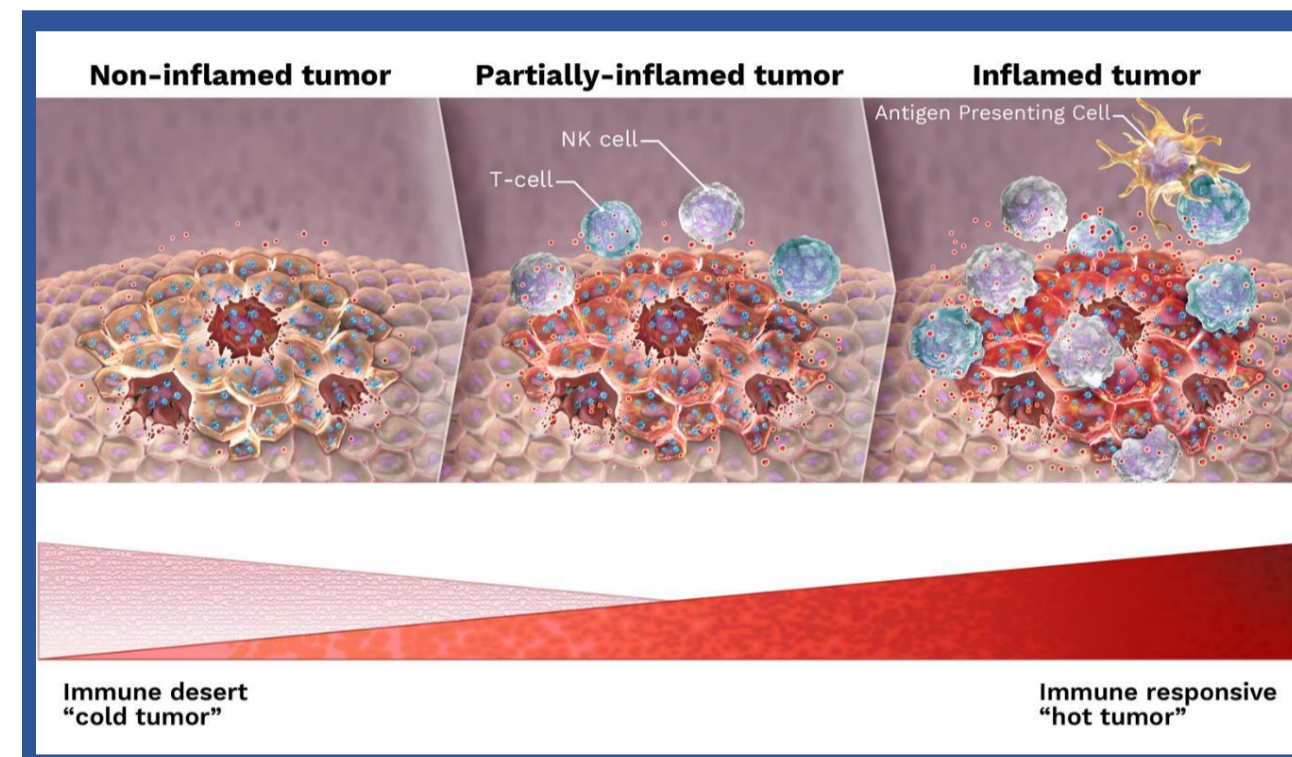 Non-inflamed tumor
Partially-inflamed tumor
Inflamed tumor
Antigen Presenting Cell
NK cell
T-cell
Immune desert
“cold tumor”
Immune responsive
“hot tumor”